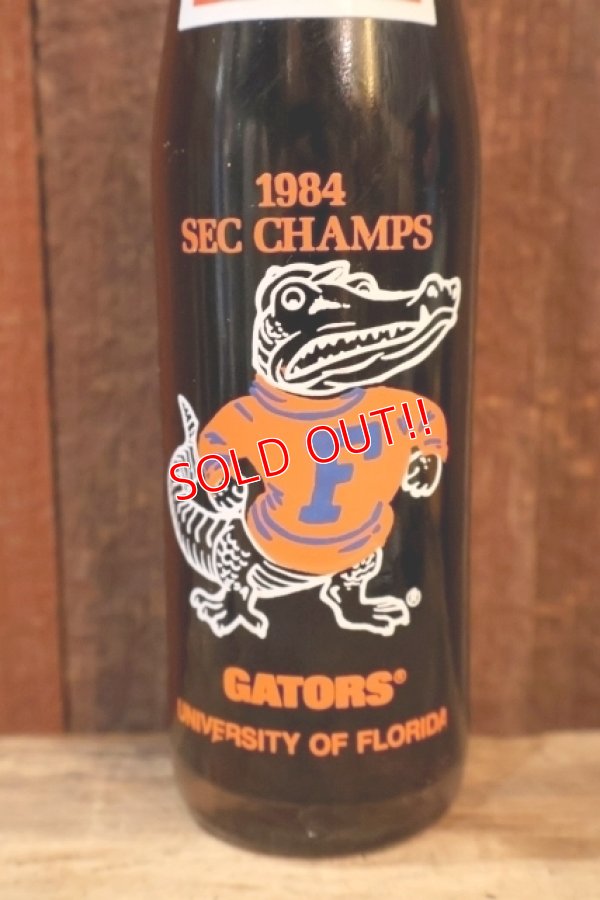 1984
SEC CHAMPS
F
SOLD OUT!!
GATORS®
UNIVERSITY OF FLORIDA